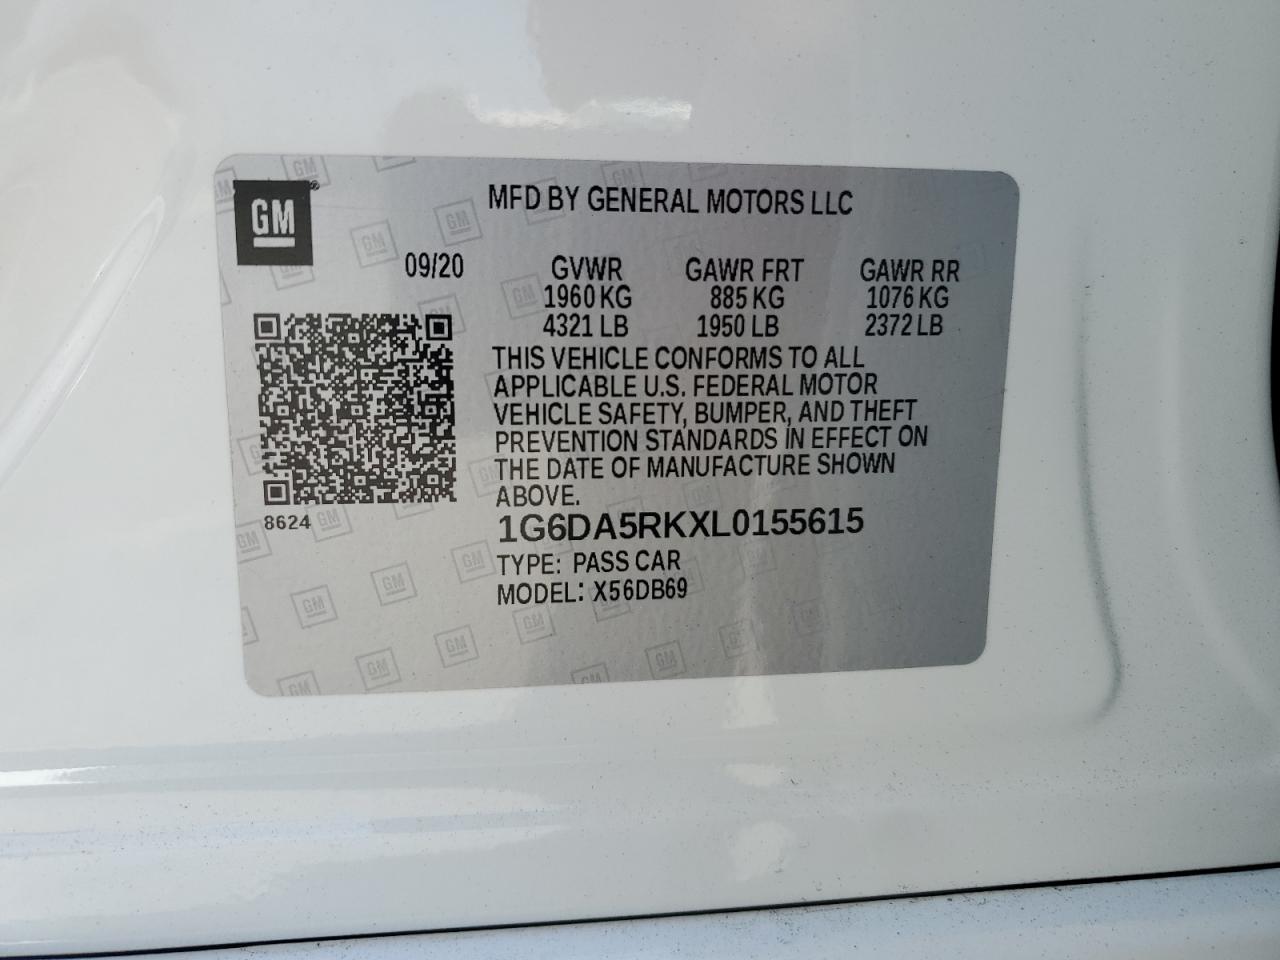 GM
MFD BY GENERAL MOTORS LLC
09/20
GVWR GAWR FRT GAWR RR
1960 KG 885 KG 1076 KG
4321 LB 1950 LB 2372 LB
THIS VEHICLE CONFORMS TO ALL
APPLICABLE U.S. FEDERAL MOTOR
VEHICLE SAFETY, BUMPER, AND THEFT
PREVENTION STANDARDS IN EFFECT ON
THE DATE OF MANUFACTURE SHOWN
ABOVE.
8624
1G6DA5RKXL0155615
TYPE: PASS CAR
MODEL: X56DB69